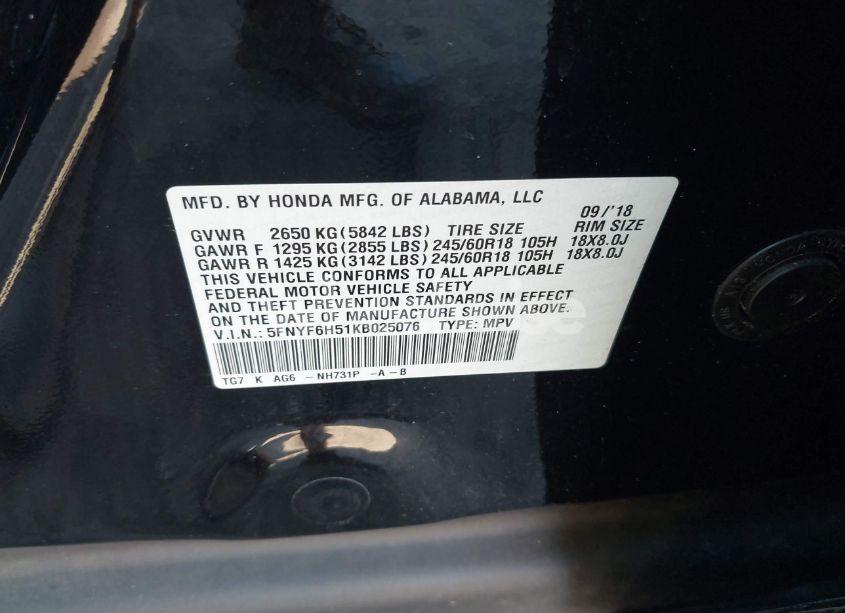 MFD. BY HONDA MFG. OF ALABAMA, LLC 09/'18
GVWR 2650 KG (5842 LBS) TIRE SIZE RIM SIZE
GAWR F 1295 KG (2855 LBS) 245/60R18 105H 18X8.0J
GAWR R 1425 KG (3142 LBS) 245/60R18 105H 18X8.0J
THIS VEHICLE CONFORMS TO ALL APPLICABLE
FEDERAL MOTOR VEHICLE SAFETY
AND THEFT PREVENTION STANDARDS IN EFFECT
ON THE DATE OF MANUFACTURE SHOWN ABOVE.
V.I.N.: 5FNYF6H51KB025076 TYPE: MPV
TG7 K AG6 -NH731P -A-B